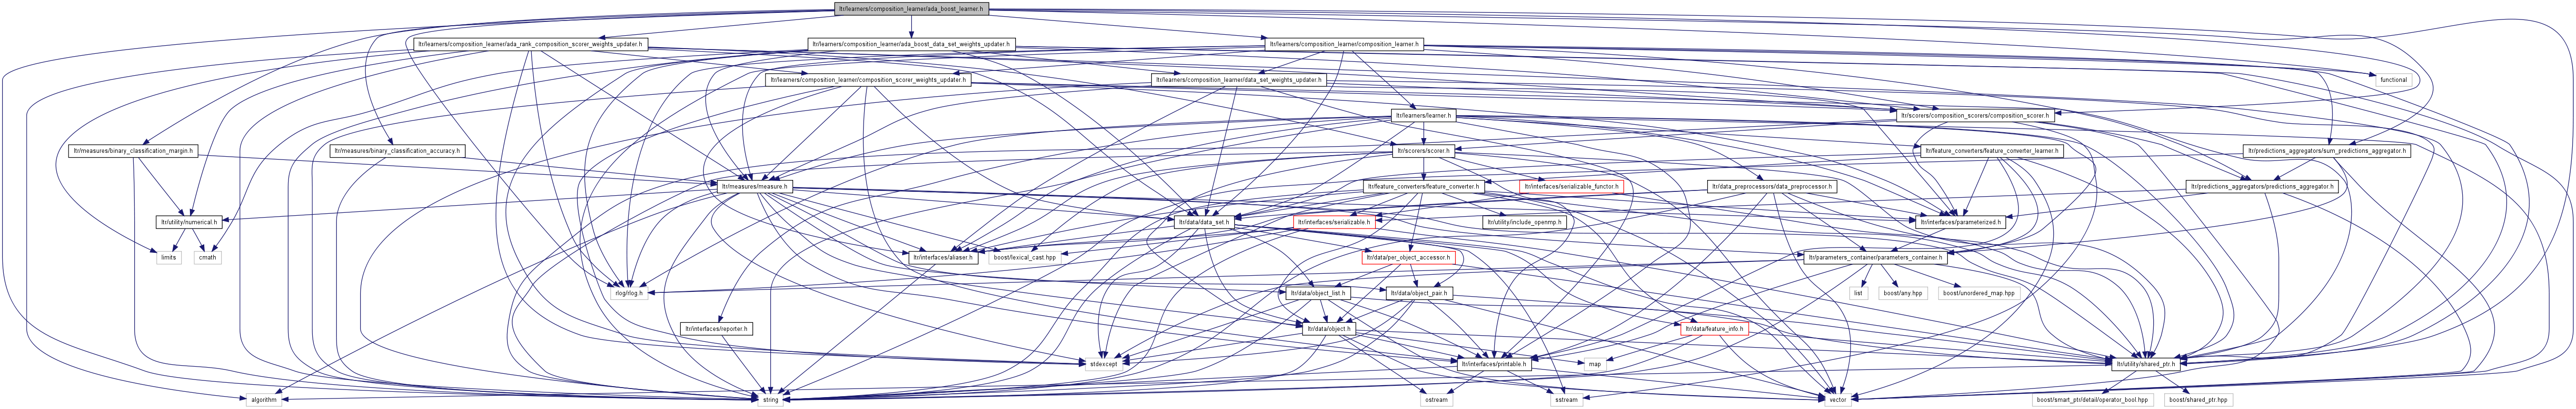 ltr/learners/composition_learner/ada_boost_learner.h
ltr/learners/composition_learner/ada_rank_composition_scorer_weights_updater.h
ltr/learners/composition_learner/ada_boost_data_set_weights_updater.h
ltr/learners/composition_learner/composition_learner.h
ltr/learners/composition_learner/composition_scorer_weights_updater.h
ltr/learners/composition_learner/data_set_weights_updater.h
functional
ltr/learners/learner.h
ltr/scorers/composition_scorers/composition_scorer.h
ltr/measures/binary_classification_margin.h
ltr/measures/binary_classification_accuracy.h
ltr/scorers/scorer.h
ltr/feature_converters/feature_converter_learner.h
ltr/predictions_aggregators/sum_predictions_aggregator.h
ltr/measures/measure.h
ltr/feature_converters/feature_converter.h
ltr/interfaces/serializable_functor.h
ltr/data_preprocessors/data_preprocessor.h
ltr/predictions_aggregators/predictions_aggregator.h
ltr/utility/numerical.h
ltr/data/data_set.h
ltr/interfaces/serializable.h
ltr/utility/include_openmp.h
ltr/interfaces/parameterized.h
limits
cmath
ltr/interfaces/aliaser.h
boost/lexical_cast.hpp
ltr/data/per_object_accessor.h
ltr/parameters_container/parameters_container.h
rlog/rlog.h
ltr/data/object_list.h
ltr/data/object_pair.h
list
boost/any.hpp
boost/unordered_map.hpp
ltr/interfaces/reporter.h
ltr/data/object.h
ltr/data/feature_info.h
stdexcept
ltr/interfaces/printable.h
map
ltr/utility/shared_ptr.h
algorithm
string
ostream
sstream
vector
boost/smart_ptr/detail/operator_bool.hpp
boost/shared_ptr.hpp